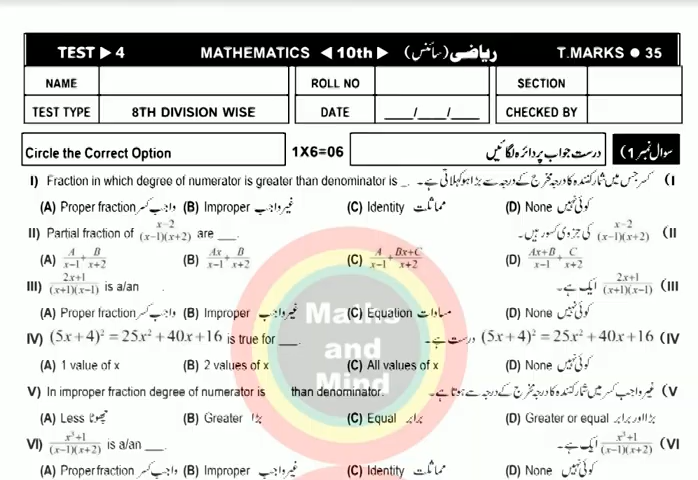 TEST ▶ 4 MATHEMATICS ◀ 10th ▶ ریاضی (سائنس) T.MARKS ● 35
NAME ROLL NO SECTION
TEST TYPE 8TH DIVISION WISE DATE ___/___/___ CHECKED BY
Circle the Correct Option 1X6=06 درست جواب پر دائرہ لگائیں سوال نمبر 1)
I) Fraction in which degree of numerator is greater than denominator is _ کسر جس میں شمار کنندہ کا درجہ مخرج کے درجہ سے بڑا ہو کہلاتی ہے۔ (I
(A) Proper fraction واجب کسر (B) Improper غیر واجب (C) Identity مماثلت (D) None کوئی نہیں
II) Partial fraction of (x−2)/((x−1)(x+2)) are ___. (x−2)/((x−1)(x+2)) کی جزوی کسور ہیں۔ (II
(A) A/(x−1) + B/(x+2) (B) Ax/(x−1) + B/(x+2) (C) A/(x−1) + (Bx+C)/(x+2) (D) (Ax+B)/(x−1) + C/(x+2)
III) (2x+1)/((x+1)(x−1)) is a/an (2x+1)/((x+1)(x−1)) ایک ہے۔ (III
(A) Proper fraction واجب کسر (B) Improper غیر واجب (C) Equation مساوات (D) None کوئی نہیں
IV) (5x+4)² = 25x² + 40x + 16 is true for ___. (5x+4)² = 25x² + 40x + 16 درست ہے۔ (IV
(A) 1 value of x (B) 2 values of x (C) All values of x (D) None کوئی نہیں
V) In improper fraction degree of numerator is than denominator. غیر واجب کسر میں شمار کنندہ کا درجہ مخرج کے درجہ سے ہوتا ہے۔ (V
(A) Less چھوٹا (B) Greater بڑا (C) Equal برابر (D) Greater or equal بڑا اور برابر
VI) (x³+1)/((x−1)(x+2)) is a/an ___. (x³+1)/((x−1)(x+2)) ایک ہے۔ (VI
(A) Proper fraction واجب کسر (B) Improper غیر واجب (C) Identity مماثلت (D) None کوئی نہیں
Maths
and
Mind